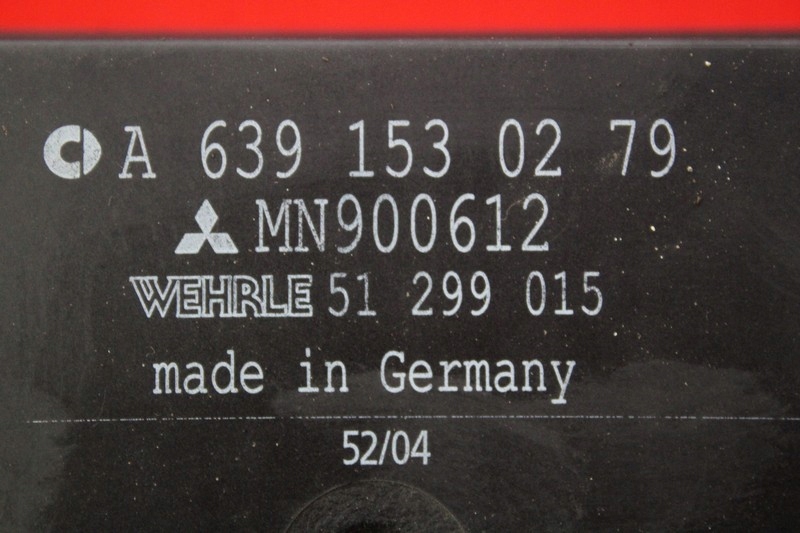 A 639 153 02 79
MN900612
WEHRLE 51 299 015
made in Germany
52/04